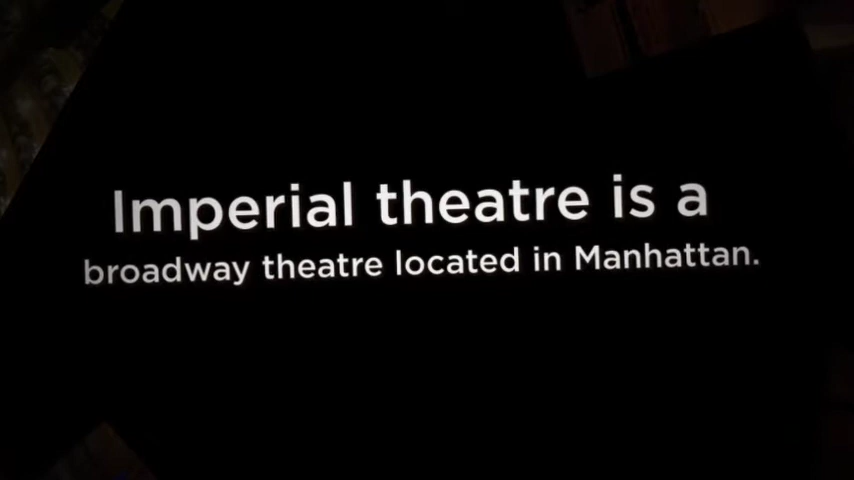 Imperial theatre is a
broadway theatre located in Manhattan.